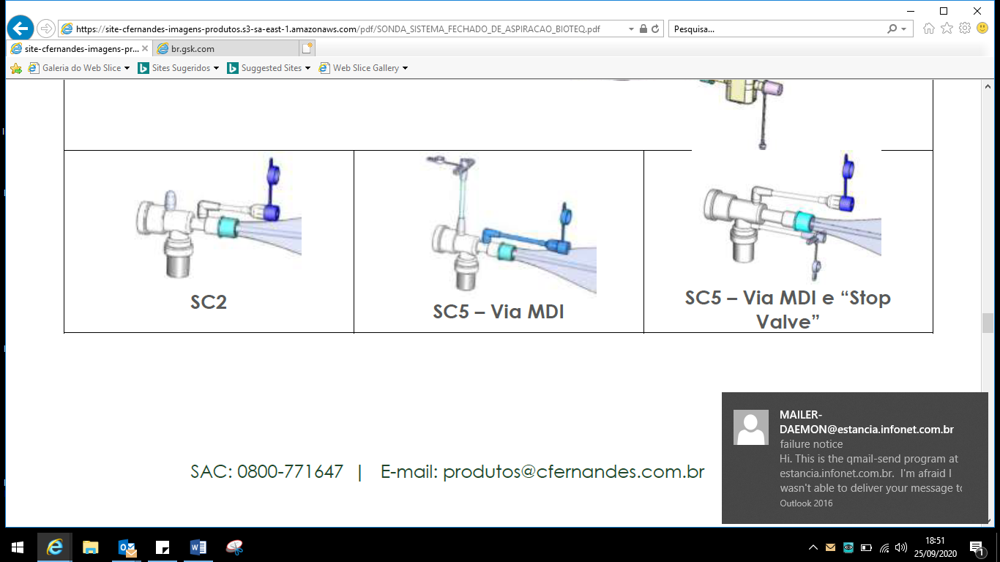 https://site-cfernandes-imagens-produtos.s3-sa-east-1.amazonaws.com/pdf/SONDA_SISTEMA_FECHADO_DE_ASPIRACAO_BIOTEQ.pdf
Pesquisa...
site-cfernandes-imagens-pr...
br.gsk.com
Galeria do Web Slice
Sites Sugeridos
Suggested Sites
Web Slice Gallery
SC2
SC5 – Via MDI
SC5 – Via MDI e “Stop
Valve”
SAC: 0800-771647 | E-mail: produtos@cfernandes.com.br
MAILER-
DAEMON@estancia.infonet.com.br
failure notice
Hi. This is the qmail-send program at
estancia.infonet.com.br. I'm afraid I
wasn't able to deliver your message to
Outlook 2016
18:51
25/09/2020
1